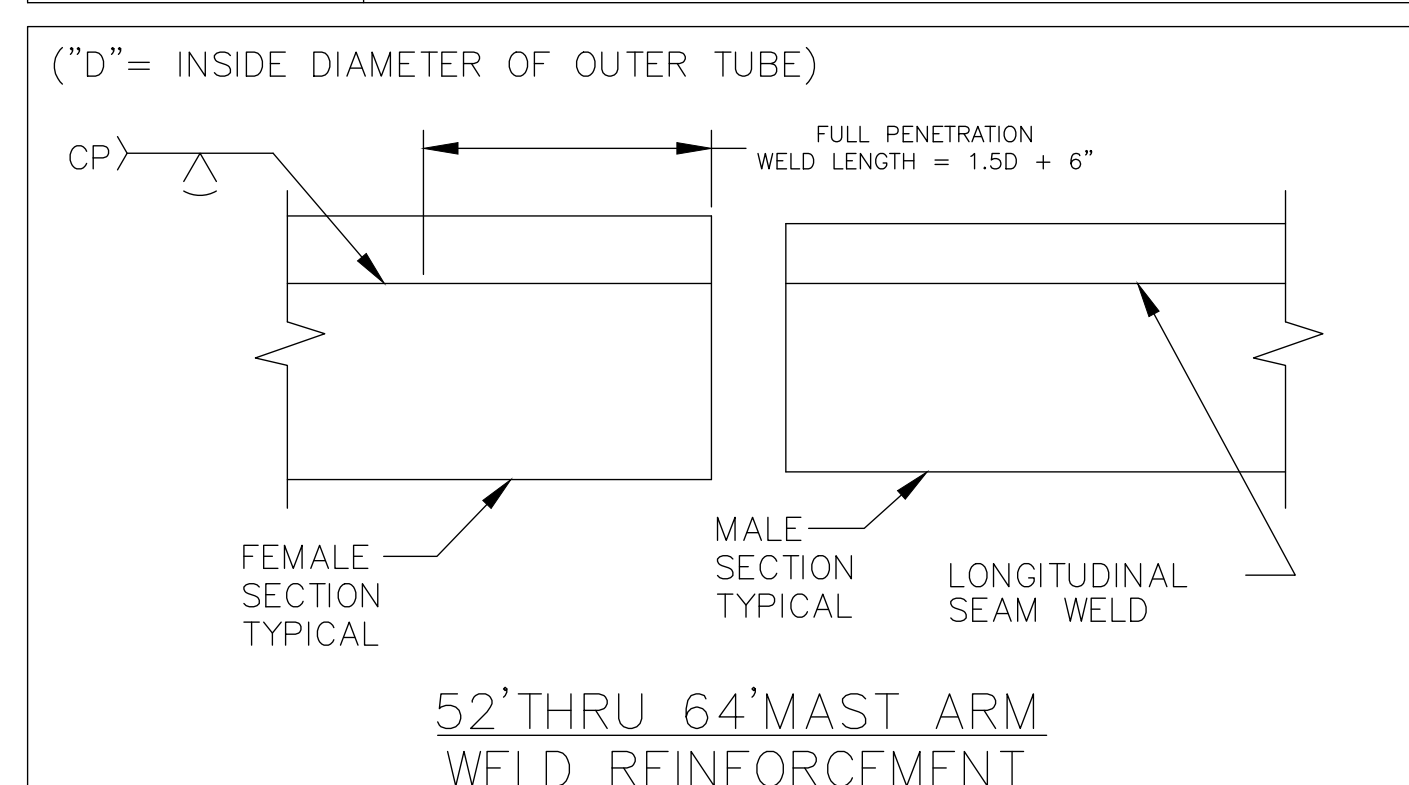 ("D"= INSIDE DIAMETER OF OUTER TUBE)
CP
FULL PENETRATION
WELD LENGTH = 1.5D + 6"
FEMALE
SECTION
TYPICAL
MALE
SECTION
TYPICAL
LONGITUDINAL
SEAM WELD
52'THRU 64'MAST ARM
WELD REINFORCEMENT